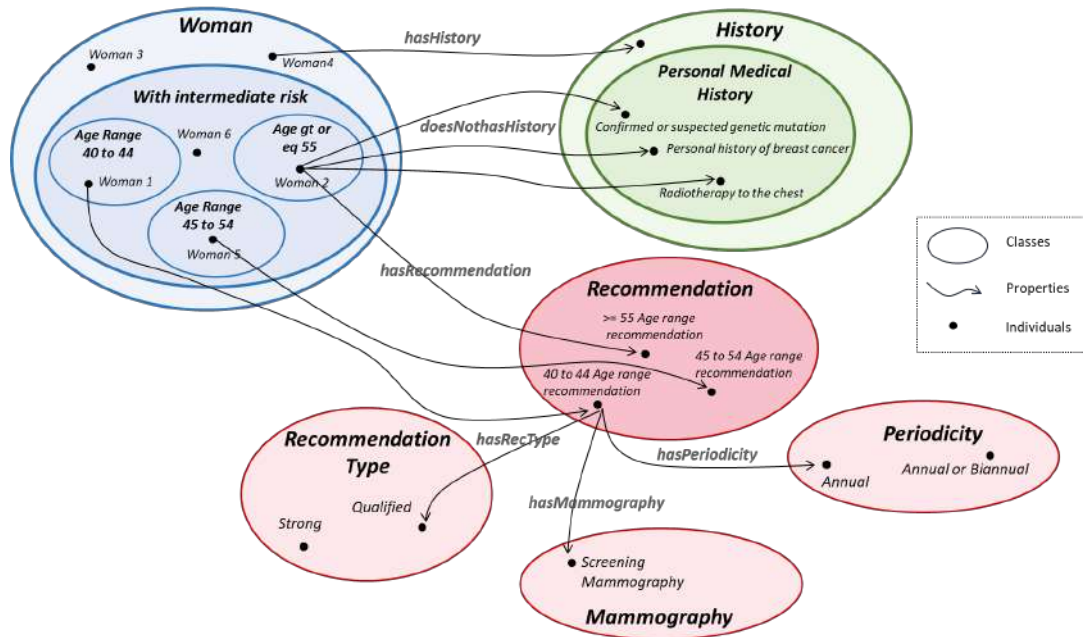 Woman
Woman 3
Woman4
With intermediate risk
Age Range
40 to 44
Woman 6
Age gt or
eq 55
Woman 1
Woman 2
Age Range
45 to 54
Woman 5
hasHistory
doesNothasHistory
hasRecommendation
History
Personal Medical
History
Confirmed or suspected genetic mutation
Personal history of breast cancer
Radiotherapy to the chest
Classes
Properties
Individuals
Recommendation
>= 55 Age range
recommendation
45 to 54 Age range
recommendation
40 to 44 Age range
recommendation
hasRecType
hasPeriodicity
hasMammography
Recommendation
Type
Qualified
Strong
Periodicity
Annual or Biannual
Annual
Screening
Mammography
Mammography